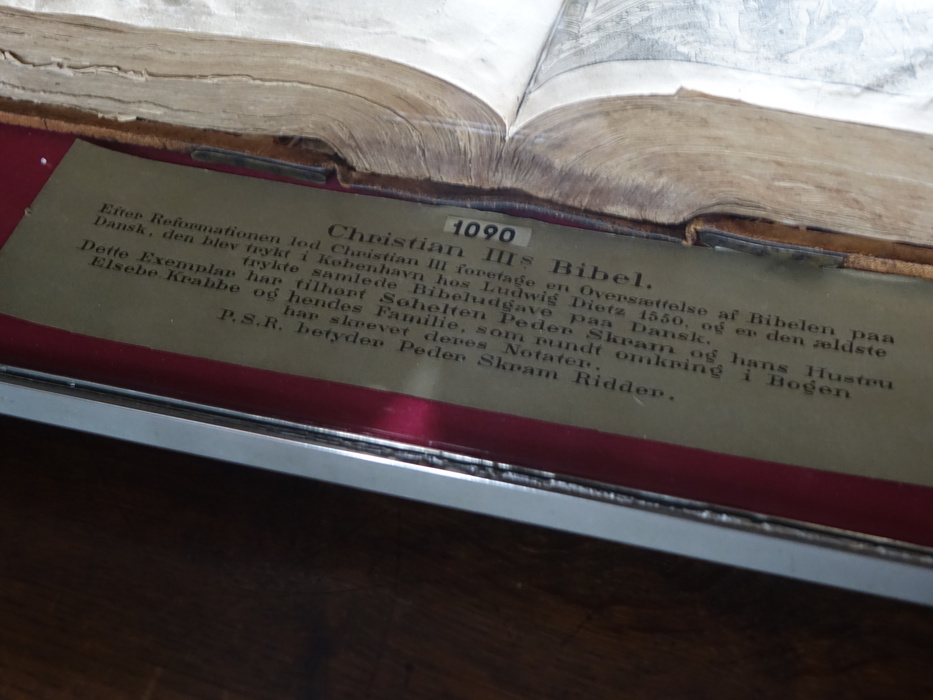 1090
Christian IIIs Bibel.
Efter Reformationen lod Christian III foretage en Oversættelse af Bibelen paa
Dansk, den blev trykt i København hos Ludwig Dietz 1550, og er den ældste
trykte samlede Bibeludgave paa Dansk.
Dette Exemplar har tilhørt Søhelten Peder Skram og hans Hustru
Elsebe Krabbe og hendes Familie, som rundt omkring i Bogen
har skrevet deres Notater.
P.S.R. betyder Peder Skram Ridder.